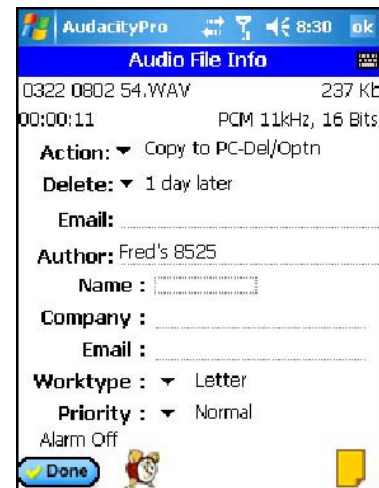 AudacityPro 8:30 ok
Audio File Info
0322 0802 54.WAV 237 Kb
00:00:11 PCM 11kHz, 16 Bits
Action: Copy to PC-Del/Optn
Delete: 1 day later
Email:
Author: Fred's 8525
Name :
Company :
Email :
Worktype : Letter
Priority : Normal
Alarm Off
Done